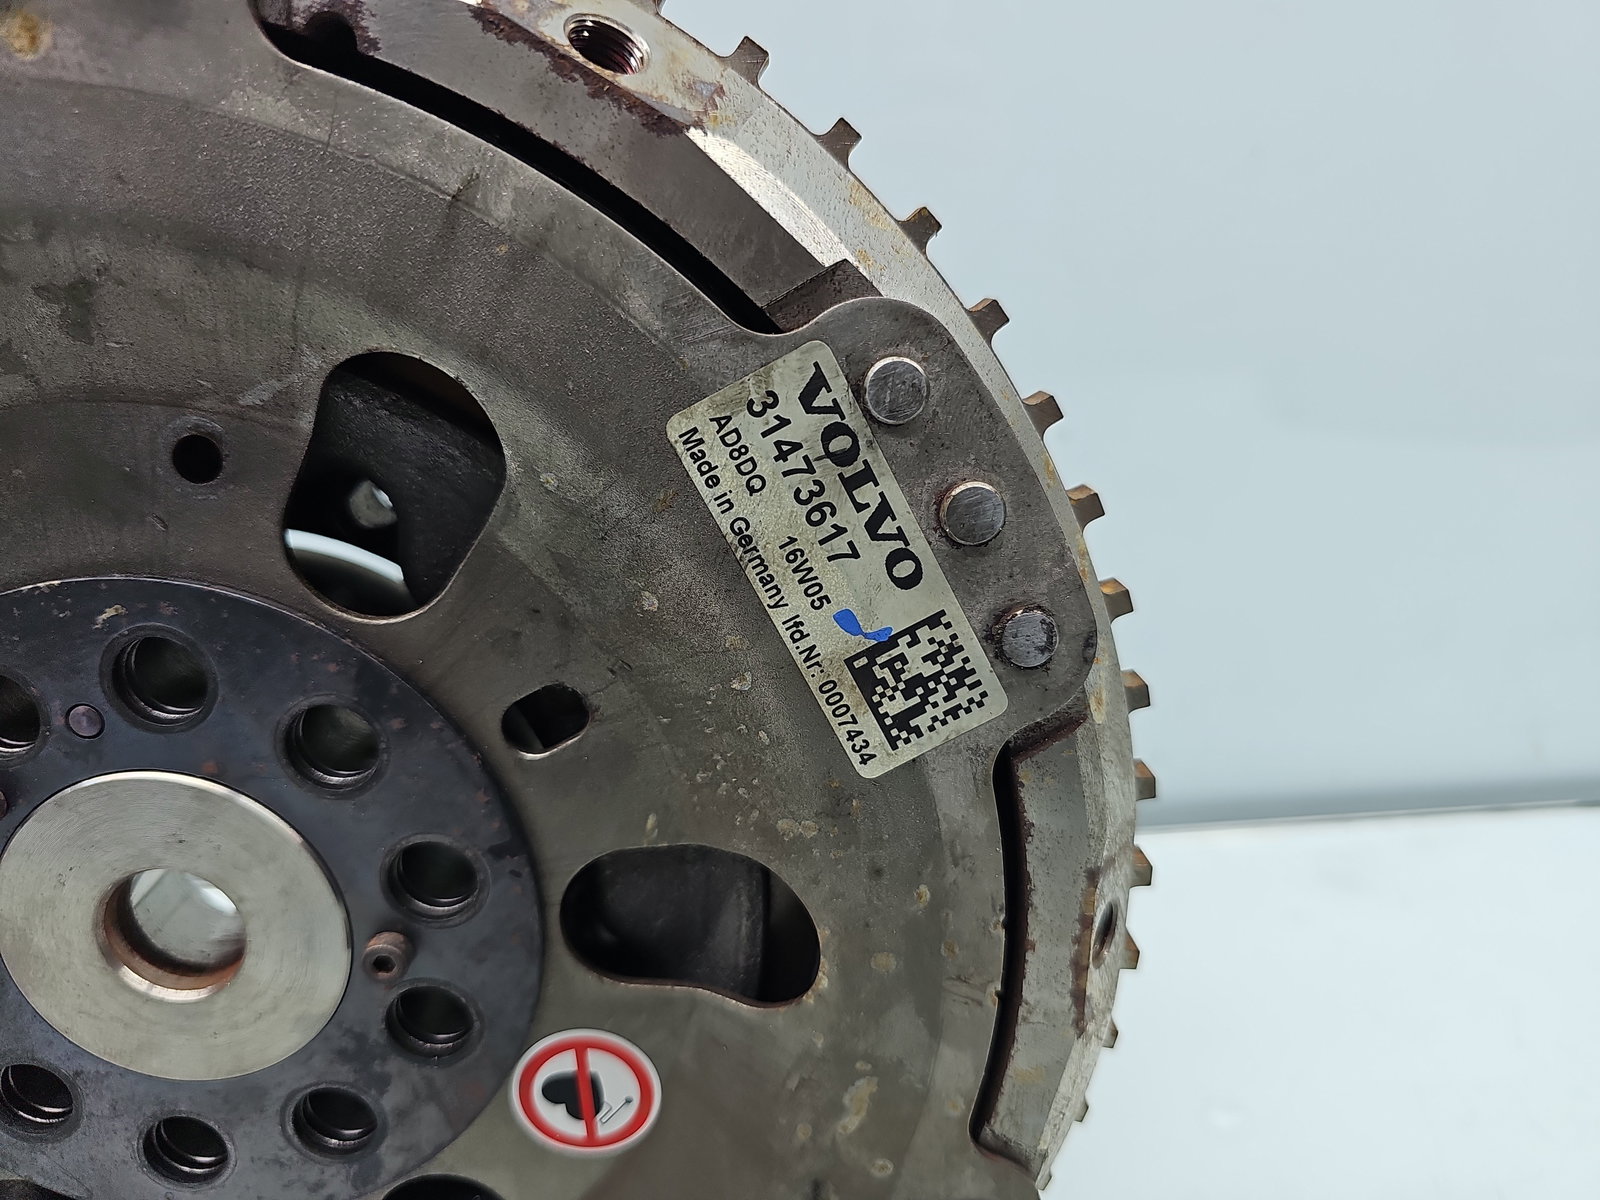 VOLVO
31473617
AD8DQ 16W05
Made in Germany lfd.Nr: 0007434